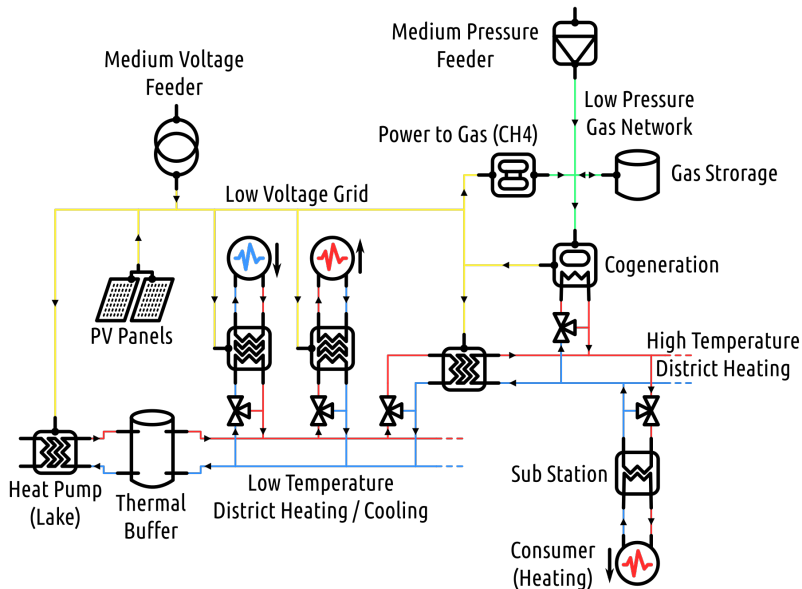 Medium Pressure
Feeder
Medium Voltage
Feeder
Low Pressure
Gas Network
Power to Gas (CH4)
Gas Strorage
Low Voltage Grid
Cogeneration
PV Panels
High Temperature
District Heating
Heat Pump
(Lake)
Thermal
Buffer
Low Temperature
District Heating / Cooling
Sub Station
Consumer
(Heating)